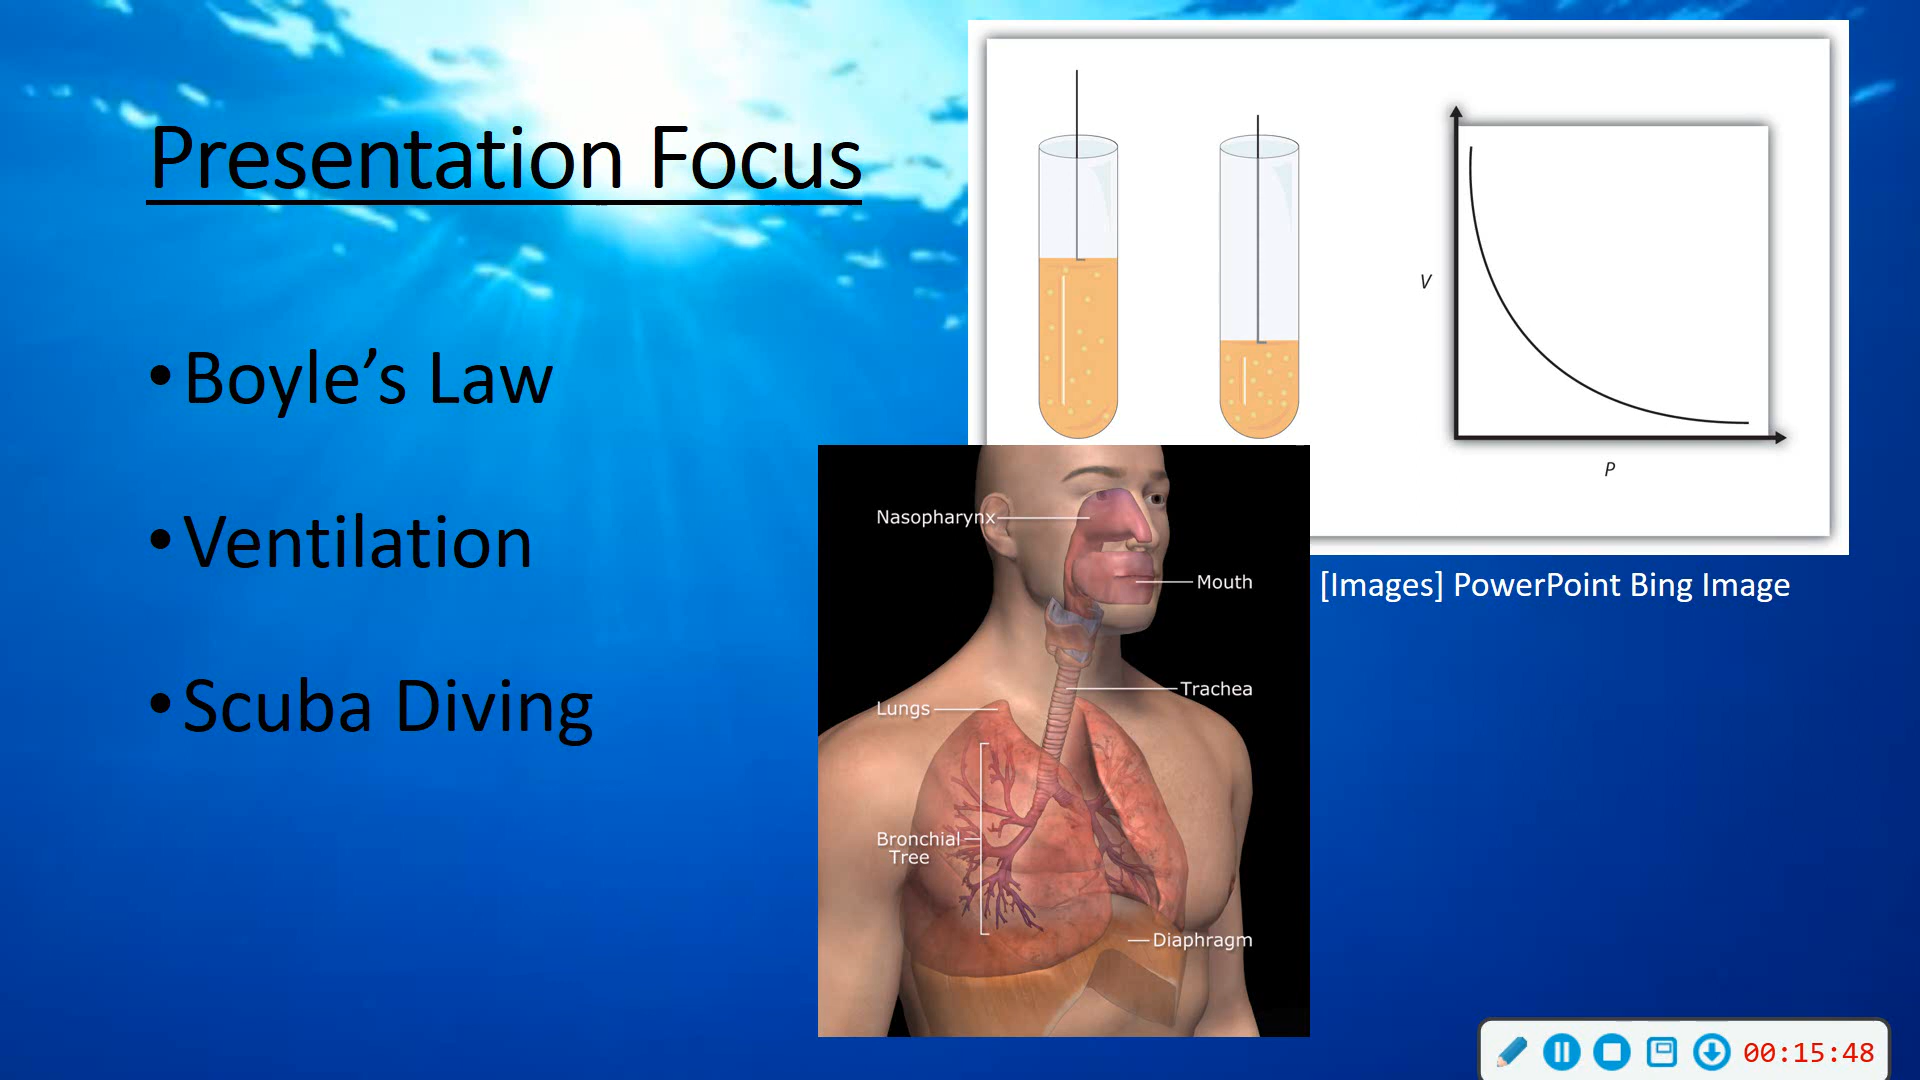 Presentation Focus
•Boyle’s Law
•Ventilation
•Scuba Diving
V
P
[Images] PowerPoint Bing Image
Nasopharynx
Mouth
Trachea
Lungs
Bronchial
Tree
Diaphragm
00:15:48